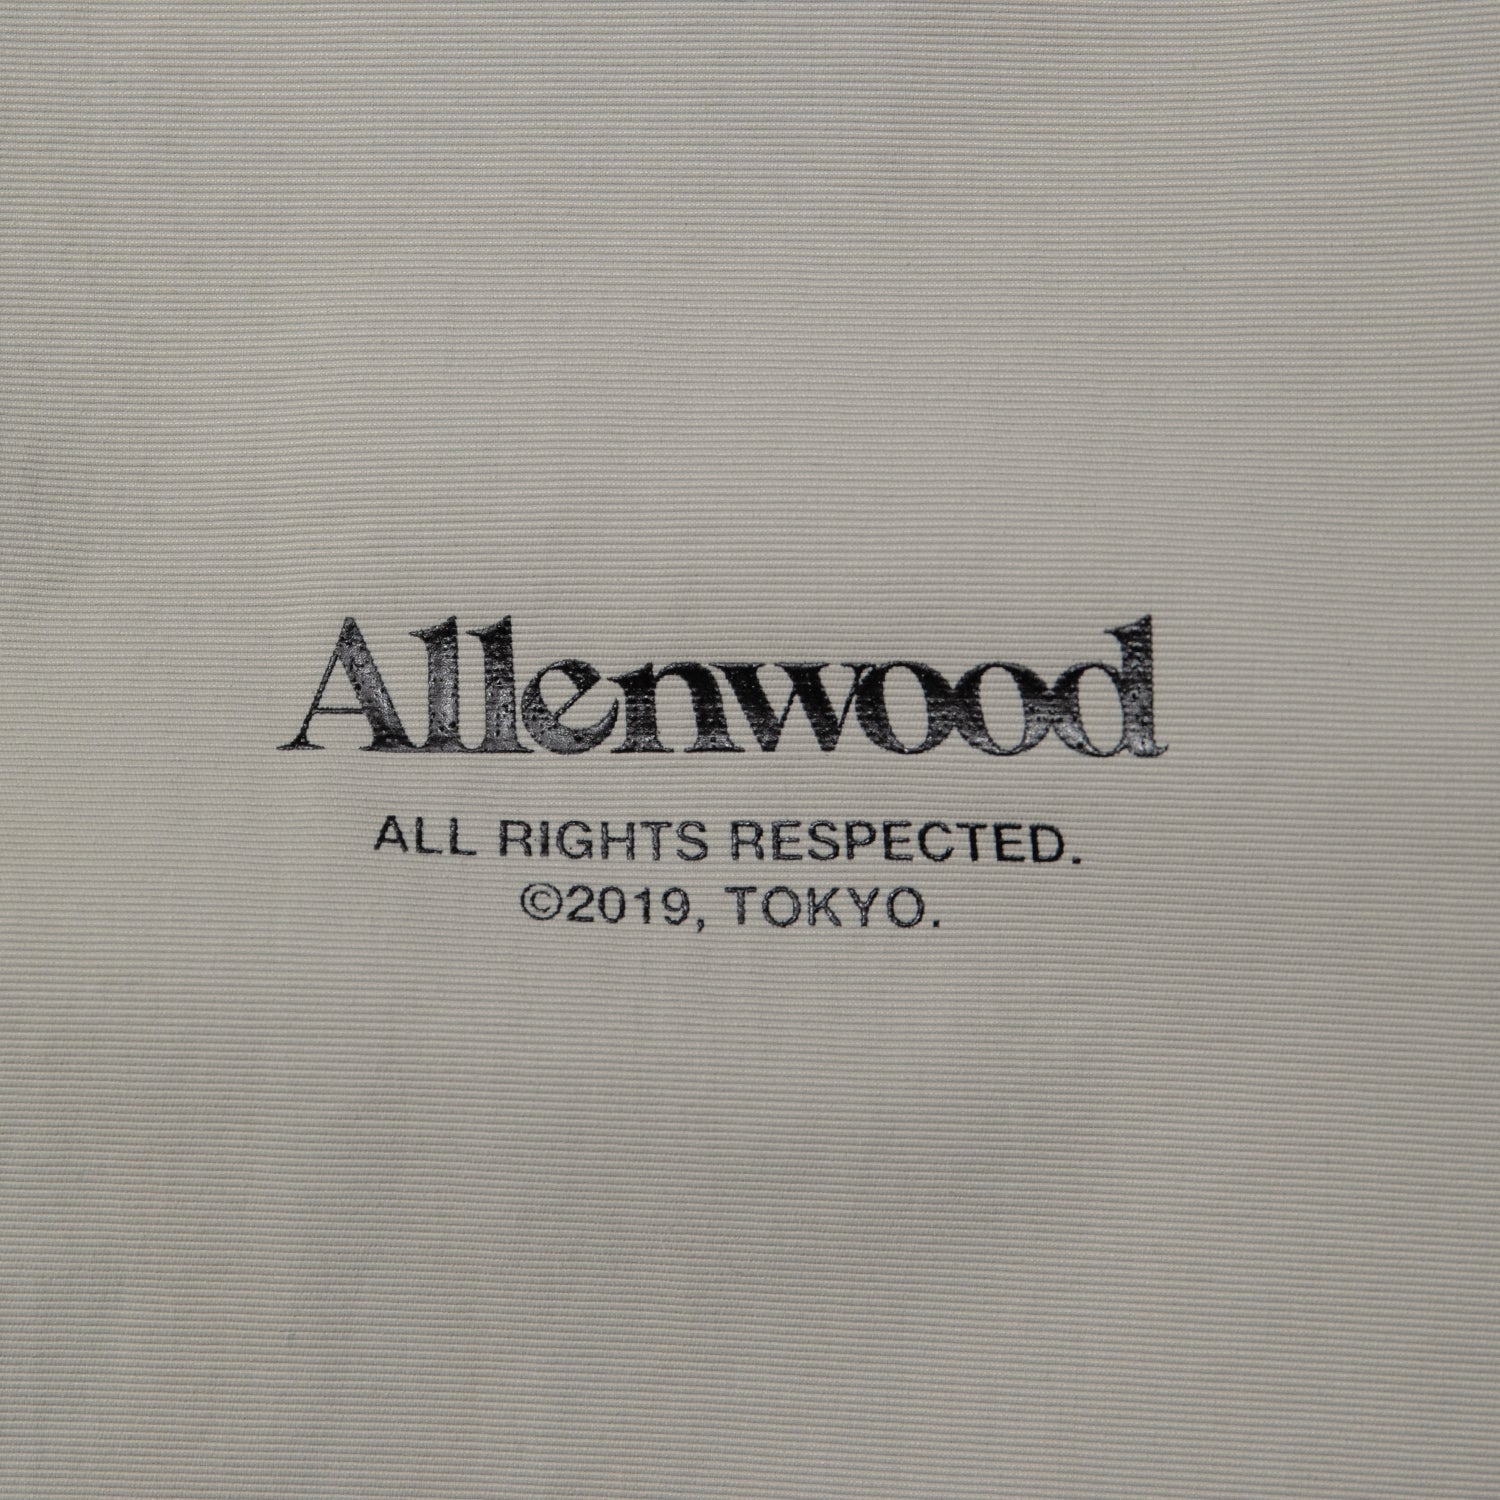 Allenwood
ALL RIGHTS RESPECTED.
©2019, TOKYO.